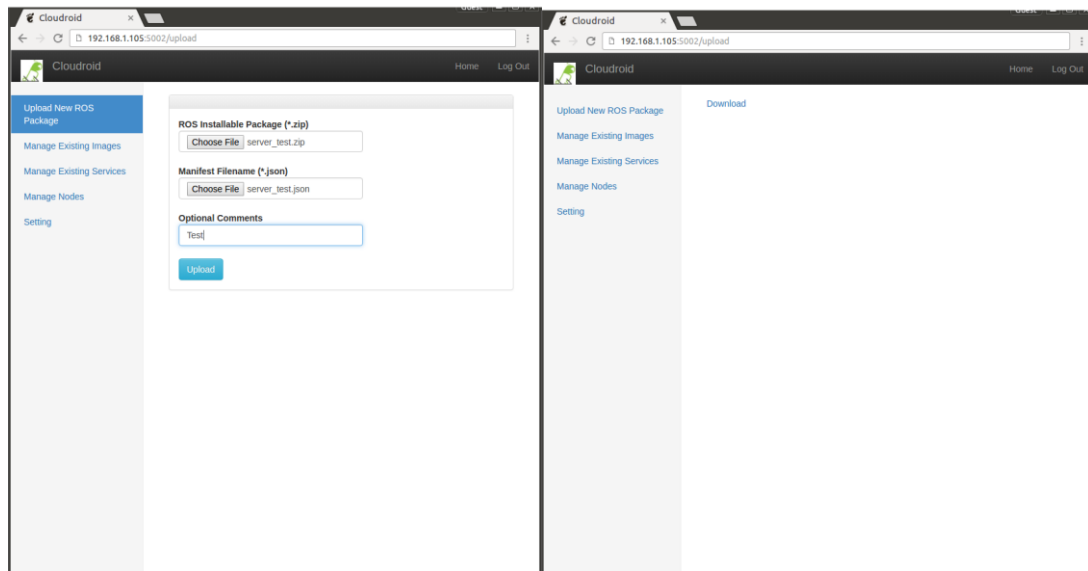 Cloudroid
192.168.1.105:5002/upload
Cloudroid
Home
Log Out
Upload New ROS
Package
Manage Existing Images
Manage Existing Services
Manage Nodes
Setting
ROS Installable Package (*.zip)
Choose File server_test.zip
Manifest Filename (*.json)
Choose File server_test.json
Optional Comments
Test
Upload
Cloudroid
192.168.1.105:5002/upload
Cloudroid
Home
Log Out
Upload New ROS Package
Manage Existing Images
Manage Existing Services
Manage Nodes
Setting
Download